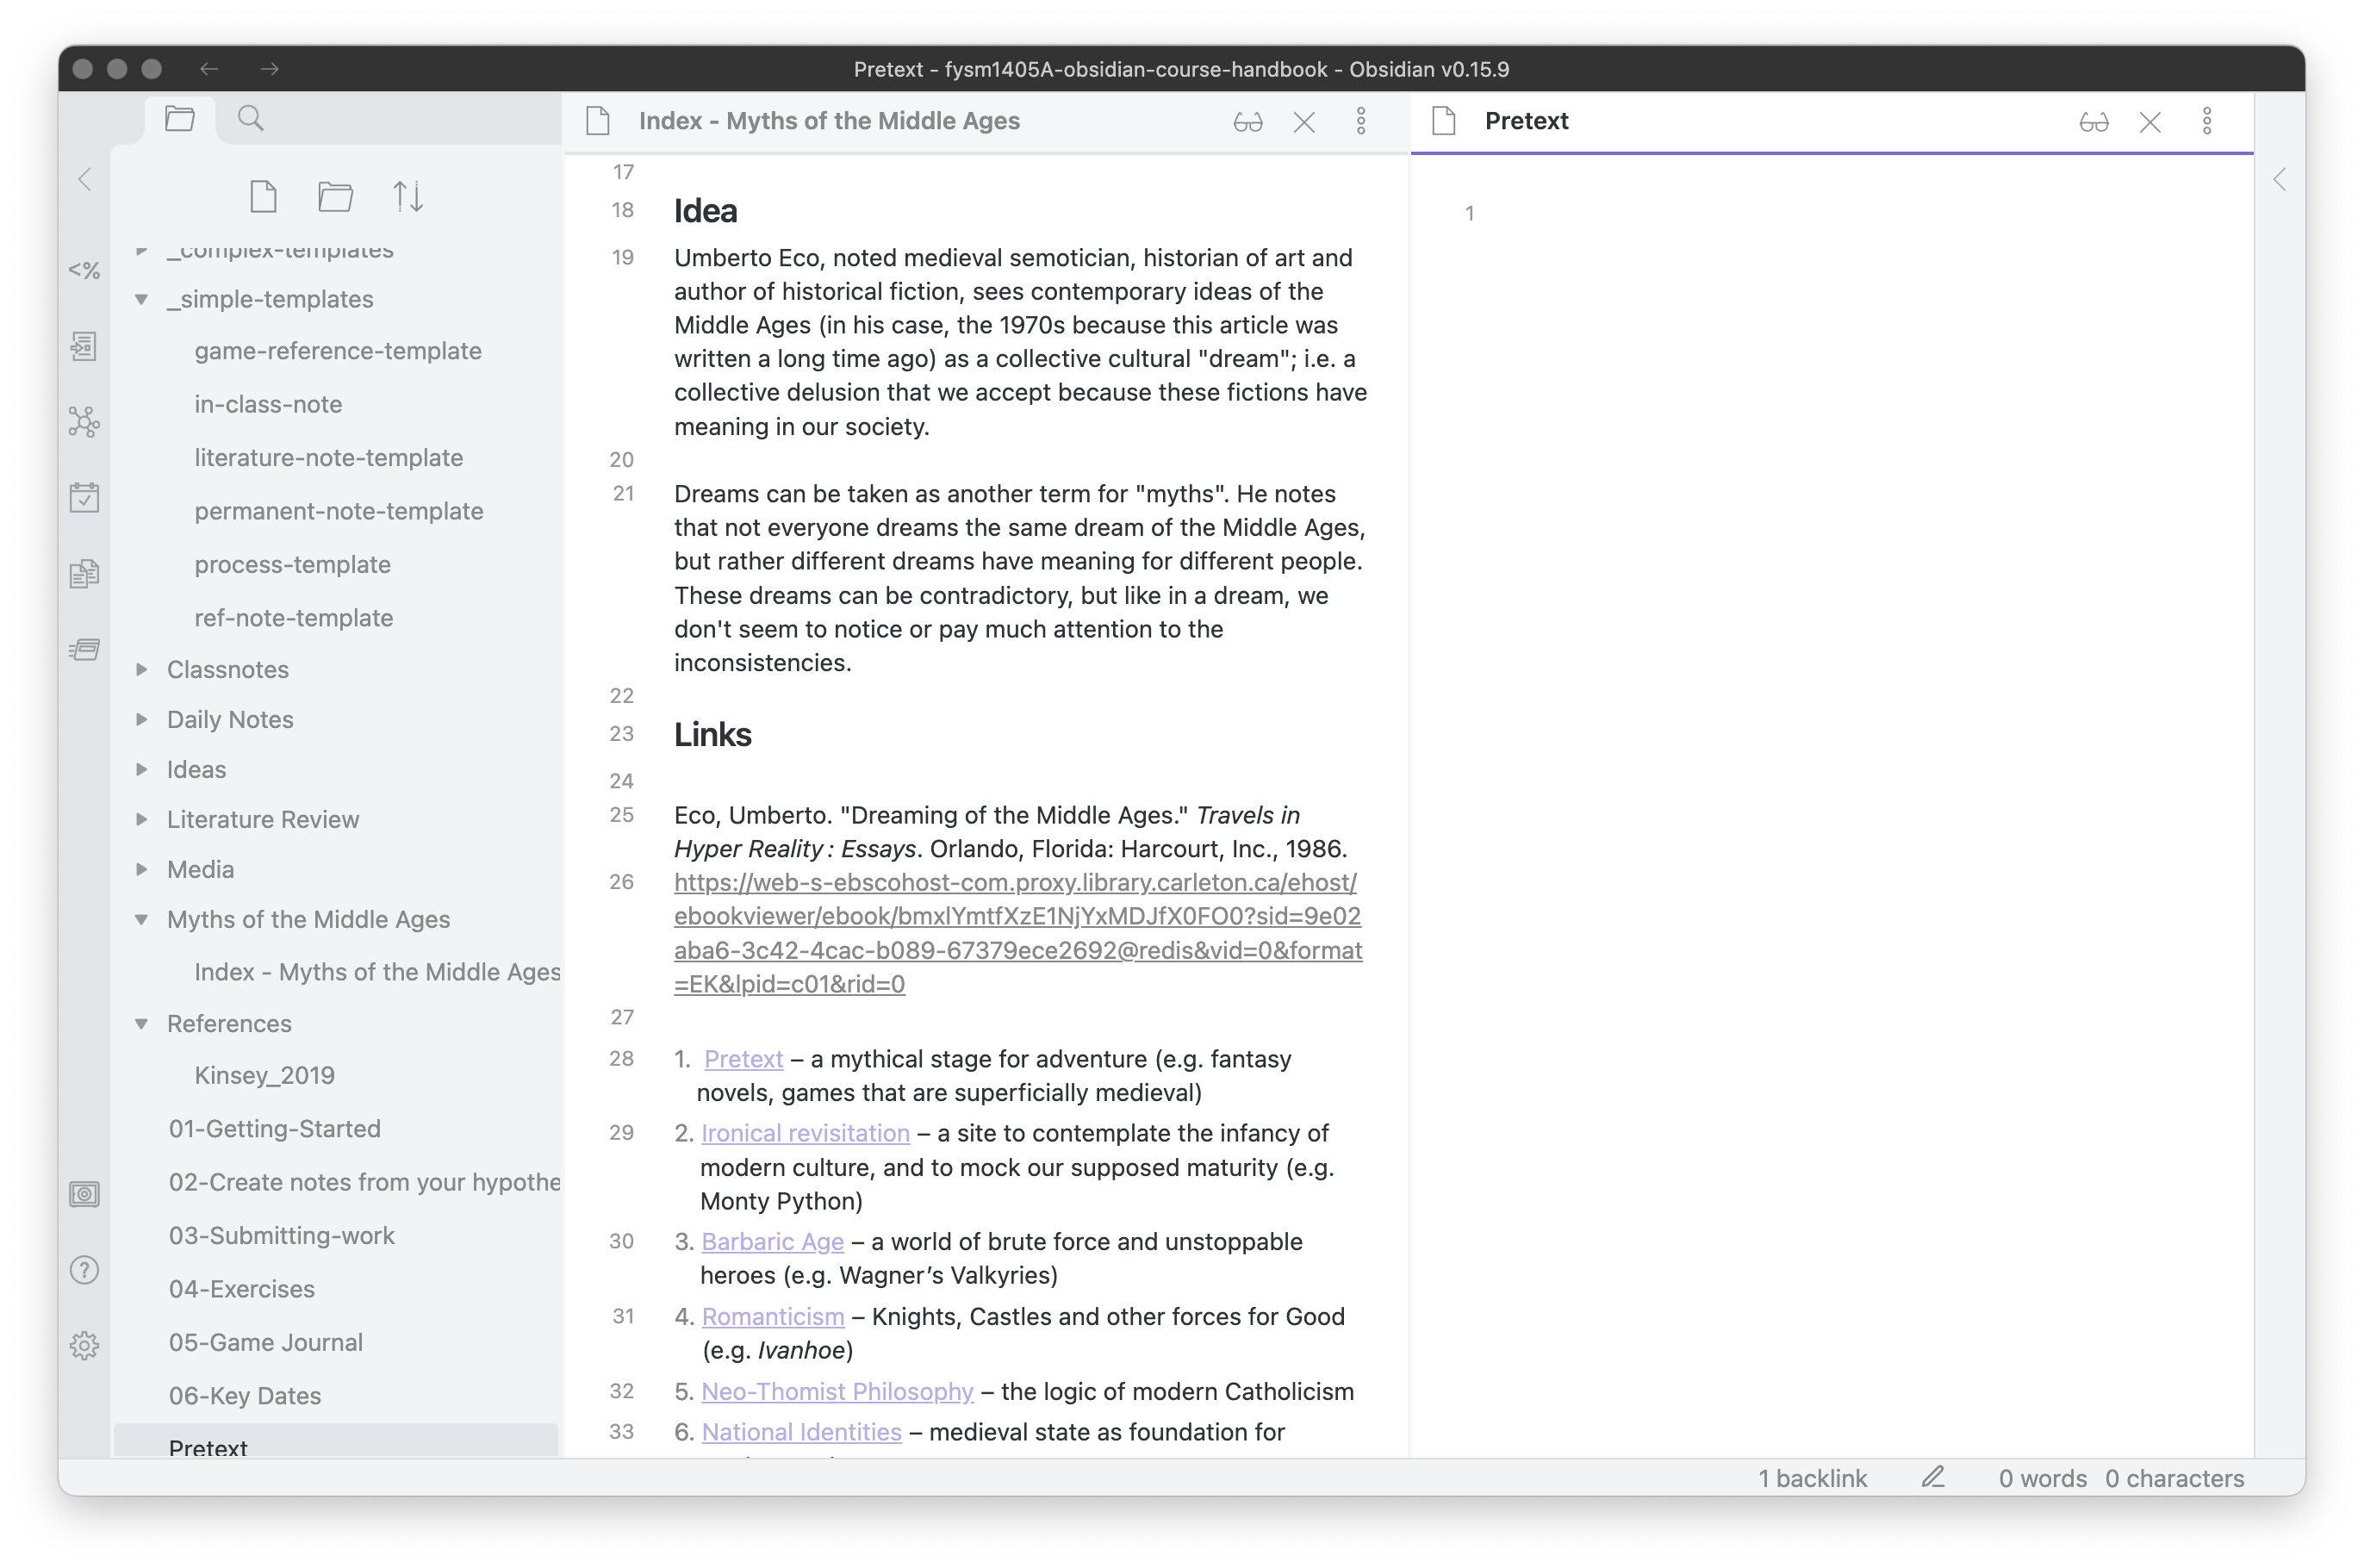 Pretext - fysm1405A-obsidian-course-handbook - Obsidian v0.15.9
Index - Myths of the Middle Ages
Pretext
<%
_complex-templates
_simple-templates
game-reference-template
in-class-note
literature-note-template
permanent-note-template
process-template
ref-note-template
Classnotes
Daily Notes
Ideas
Literature Review
Media
Myths of the Middle Ages
Index - Myths of the Middle Ages
References
Kinsey_2019
01-Getting-Started
02-Create notes from your hypothe
03-Submitting-work
04-Exercises
05-Game Journal
06-Key Dates
Pretext
17
18 Idea
19 Umberto Eco, noted medieval semotician, historian of art and
author of historical fiction, sees contemporary ideas of the
Middle Ages (in his case, the 1970s because this article was
written a long time ago) as a collective cultural "dream"; i.e. a
collective delusion that we accept because these fictions have
meaning in our society.
20
21 Dreams can be taken as another term for "myths". He notes
that not everyone dreams the same dream of the Middle Ages,
but rather different dreams have meaning for different people.
These dreams can be contradictory, but like in a dream, we
don't seem to notice or pay much attention to the
inconsistencies.
22
23 Links
24
25 Eco, Umberto. "Dreaming of the Middle Ages." Travels in
Hyper Reality : Essays. Orlando, Florida: Harcourt, Inc., 1986.
26 https://web-s-ebscohost-com.proxy.library.carleton.ca/ehost/
ebookviewer/ebook/bmxlYmtfXzE1NjYxMDJfX0FO0?sid=9e02
aba6-3c42-4cac-b089-67379ece2692@redis&vid=0&format
=EK&lpid=c01&rid=0
27
28 1. Pretext – a mythical stage for adventure (e.g. fantasy
novels, games that are superficially medieval)
29 2. Ironical revisitation – a site to contemplate the infancy of
modern culture, and to mock our supposed maturity (e.g.
Monty Python)
30 3. Barbaric Age – a world of brute force and unstoppable
heroes (e.g. Wagner’s Valkyries)
31 4. Romanticism – Knights, Castles and other forces for Good
(e.g. Ivanhoe)
32 5. Neo-Thomist Philosophy – the logic of modern Catholicism
33 6. National Identities – medieval state as foundation for
1
1 backlink 0 words 0 characters